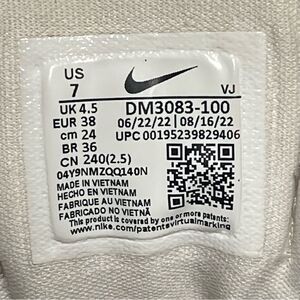 US
7
VJ
UK 4.5 DM3083-100
EUR 38 06/22/22 | 08/16/22
cm 24 UPC 00195239829406
BR 36
CN 240(2.5)
04Y9NMZQQ140N
MADE IN VIETNAM
HECHO EN VIETNAM
FABRIQUÉ AU VIETNAM
FABRICADO NO VIETNÃ
This product is covered by one or more patents:
www.nike.com/patentsvirtualmarking